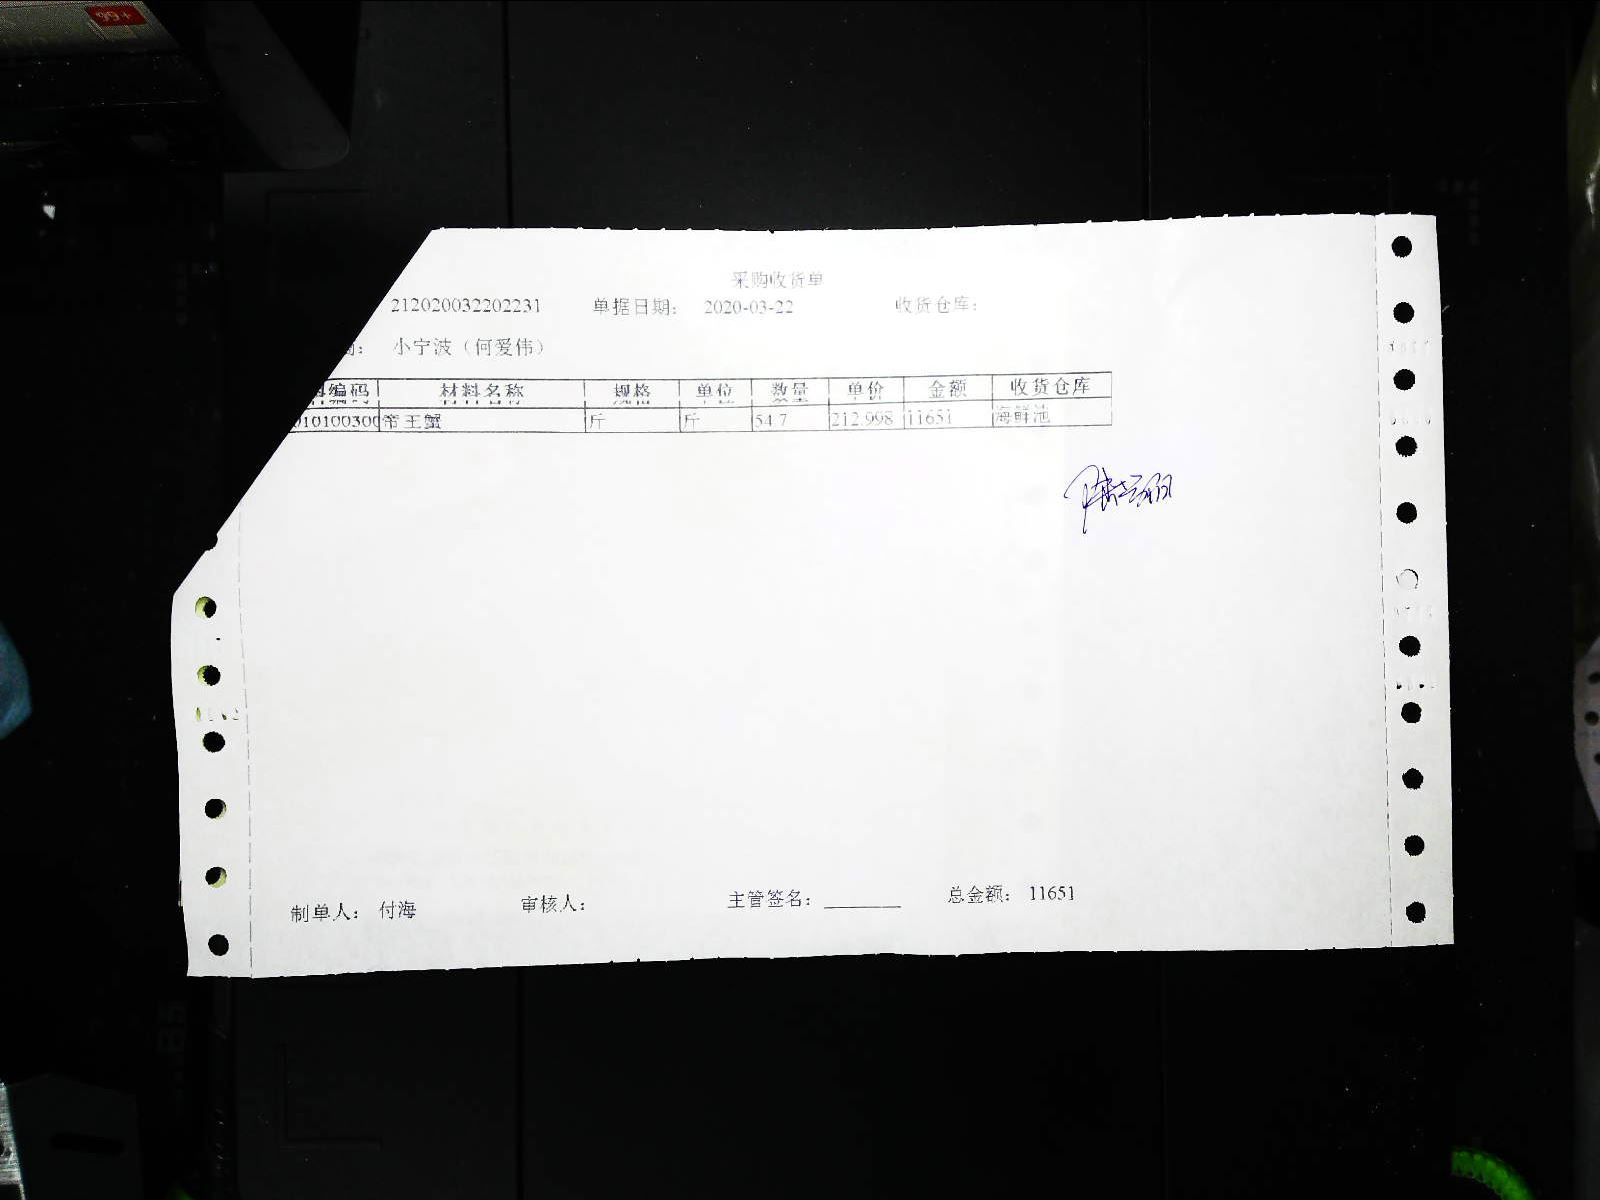 采购收货单
212020032202231 单据日期: 2020-03-22 收货仓库:
商: 小宁波（何爱伟）
料编码 材料名称 规格 单位 数量 单价 金额 收货仓库
010100300 帝王蟹 斤 斤 54.7 212.998 11651 海鲜池
制单人: 付海 审核人: 主管签名: ________ 总金额: 11651